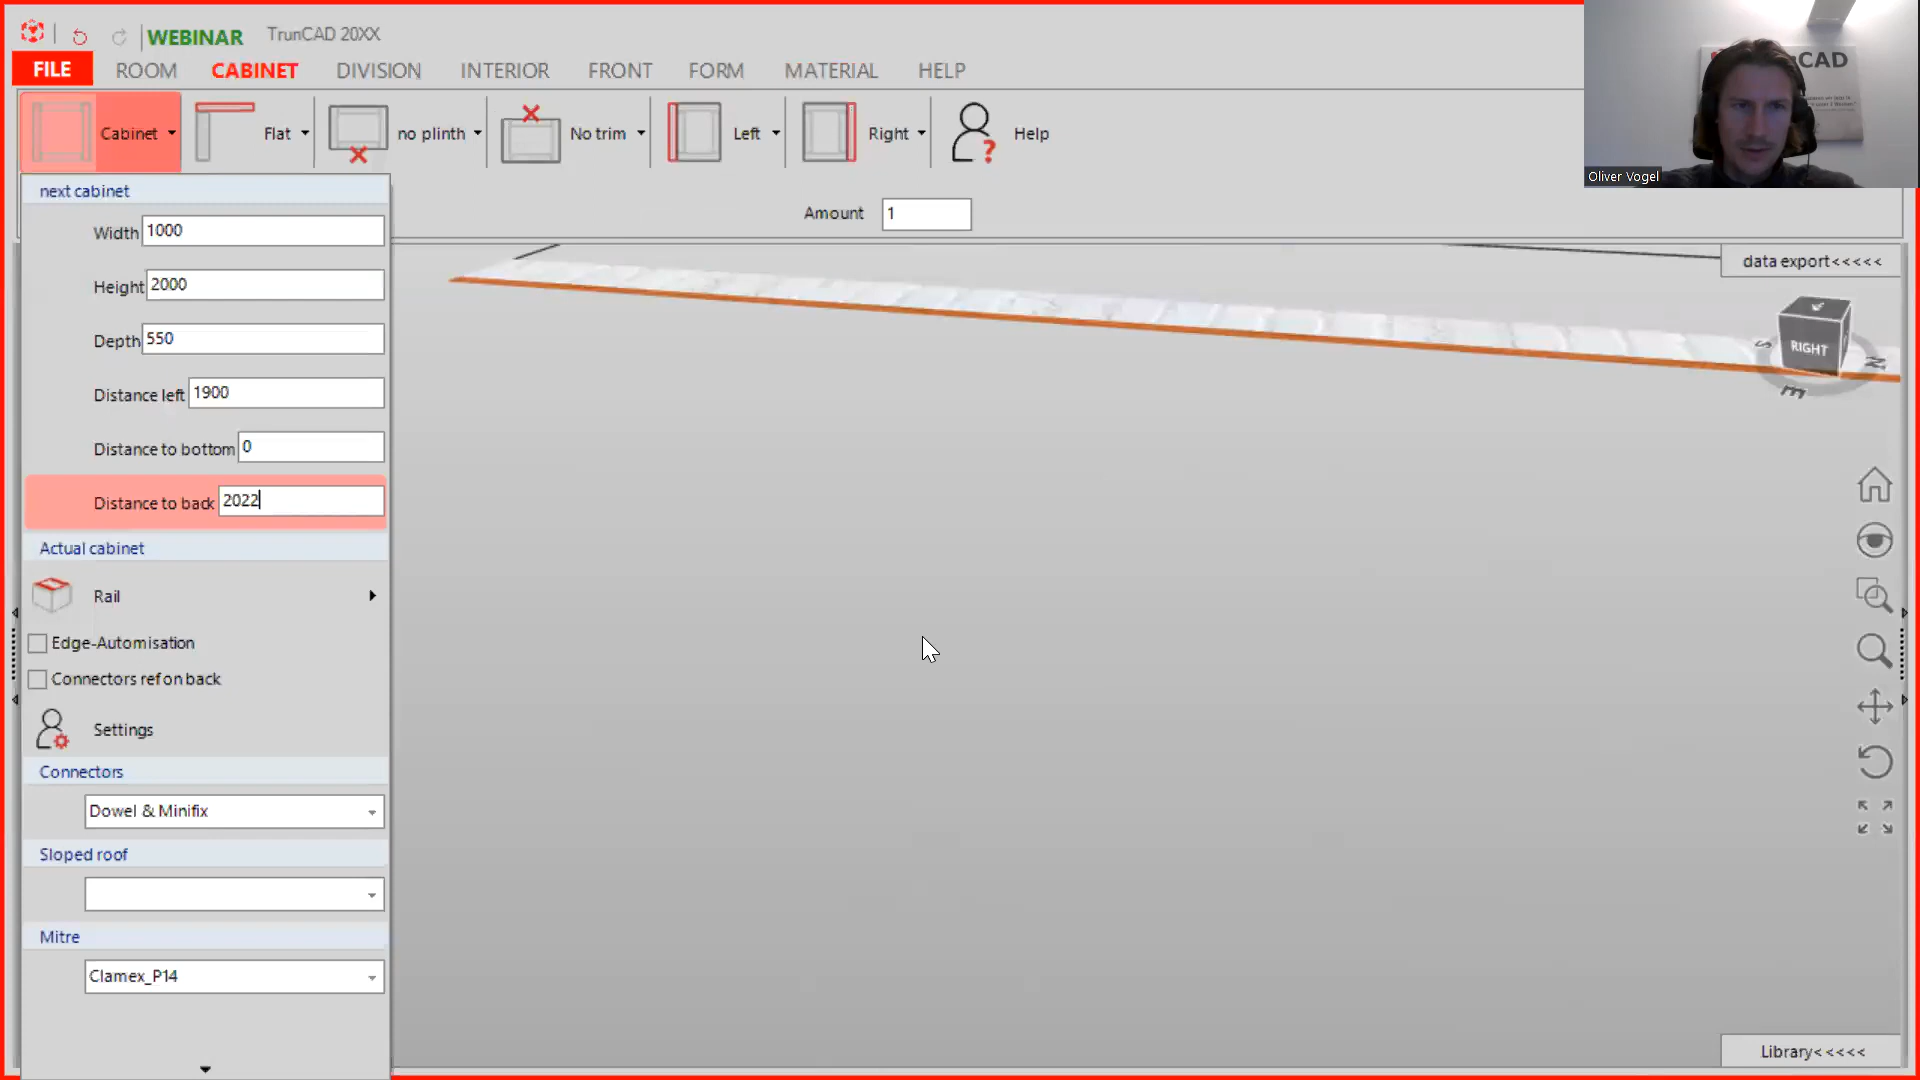 WEBINAR TrunCAD 20XX
FILE ROOM CABINET DIVISION INTERIOR FRONT FORM MATERIAL HELP
Cabinet Flat no plinth No trim Left Right Help
CAD
Oliver Vogel
next cabinet
Amount 1
Width 1000
data export<<<<<
Height 2000
RIGHT
S
N
E
Depth 550
Distance left 1900
Distance to bottom 0
Distance to back 2022
Actual cabinet
Rail
Edge-Automisation
Connectors ref on back
Settings
Connectors
Dowel & Minifix
Sloped roof
Mitre
Clamex_P14
Library<<<<<